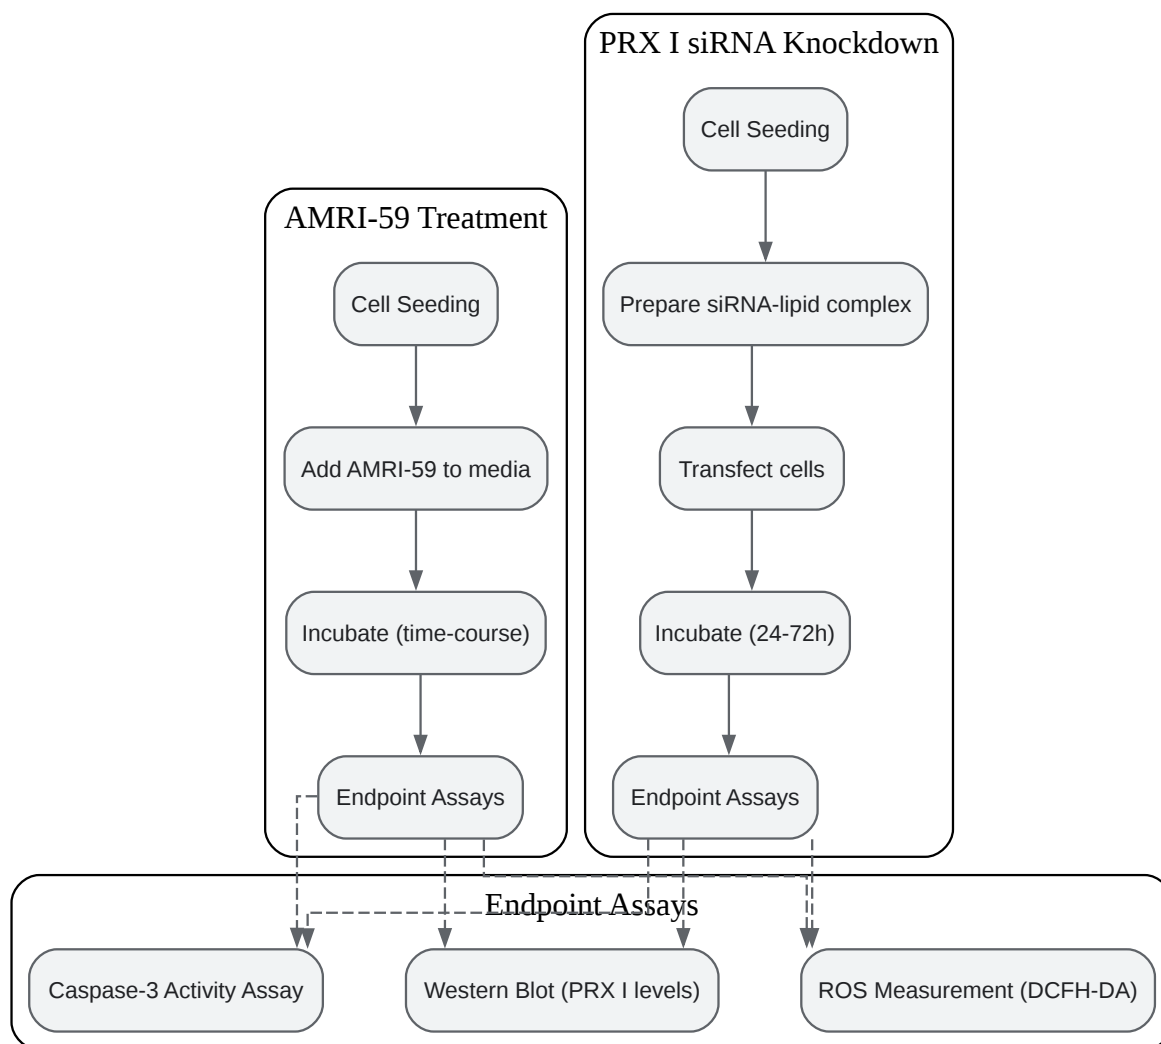 PRX I siRNA Knockdown
Cell Seeding
Prepare siRNA-lipid complex
Transfect cells
Incubate (24-72h)
Endpoint Assays
AMRI-59 Treatment
Cell Seeding
Add AMRI-59 to media
Incubate (time-course)
Endpoint Assays
Endpoint Assays
Caspase-3 Activity Assay
Western Blot (PRX I levels)
ROS Measurement (DCFH-DA)